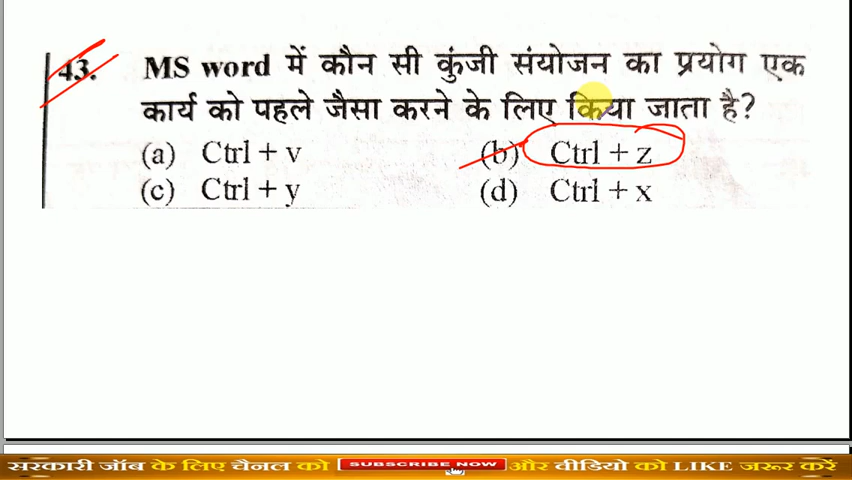 43. MS word में कौन सी कुंजी संयोजन का प्रयोग एक
कार्य को पहले जैसा करने के लिए किया जाता है?
(a) Ctrl + v (b) Ctrl + z
(c) Ctrl + y (d) Ctrl + x
सरकारी जॉब के लिए चैनल को SUBSCRIBE NOW और वीडियो को LIKE जरूर करें